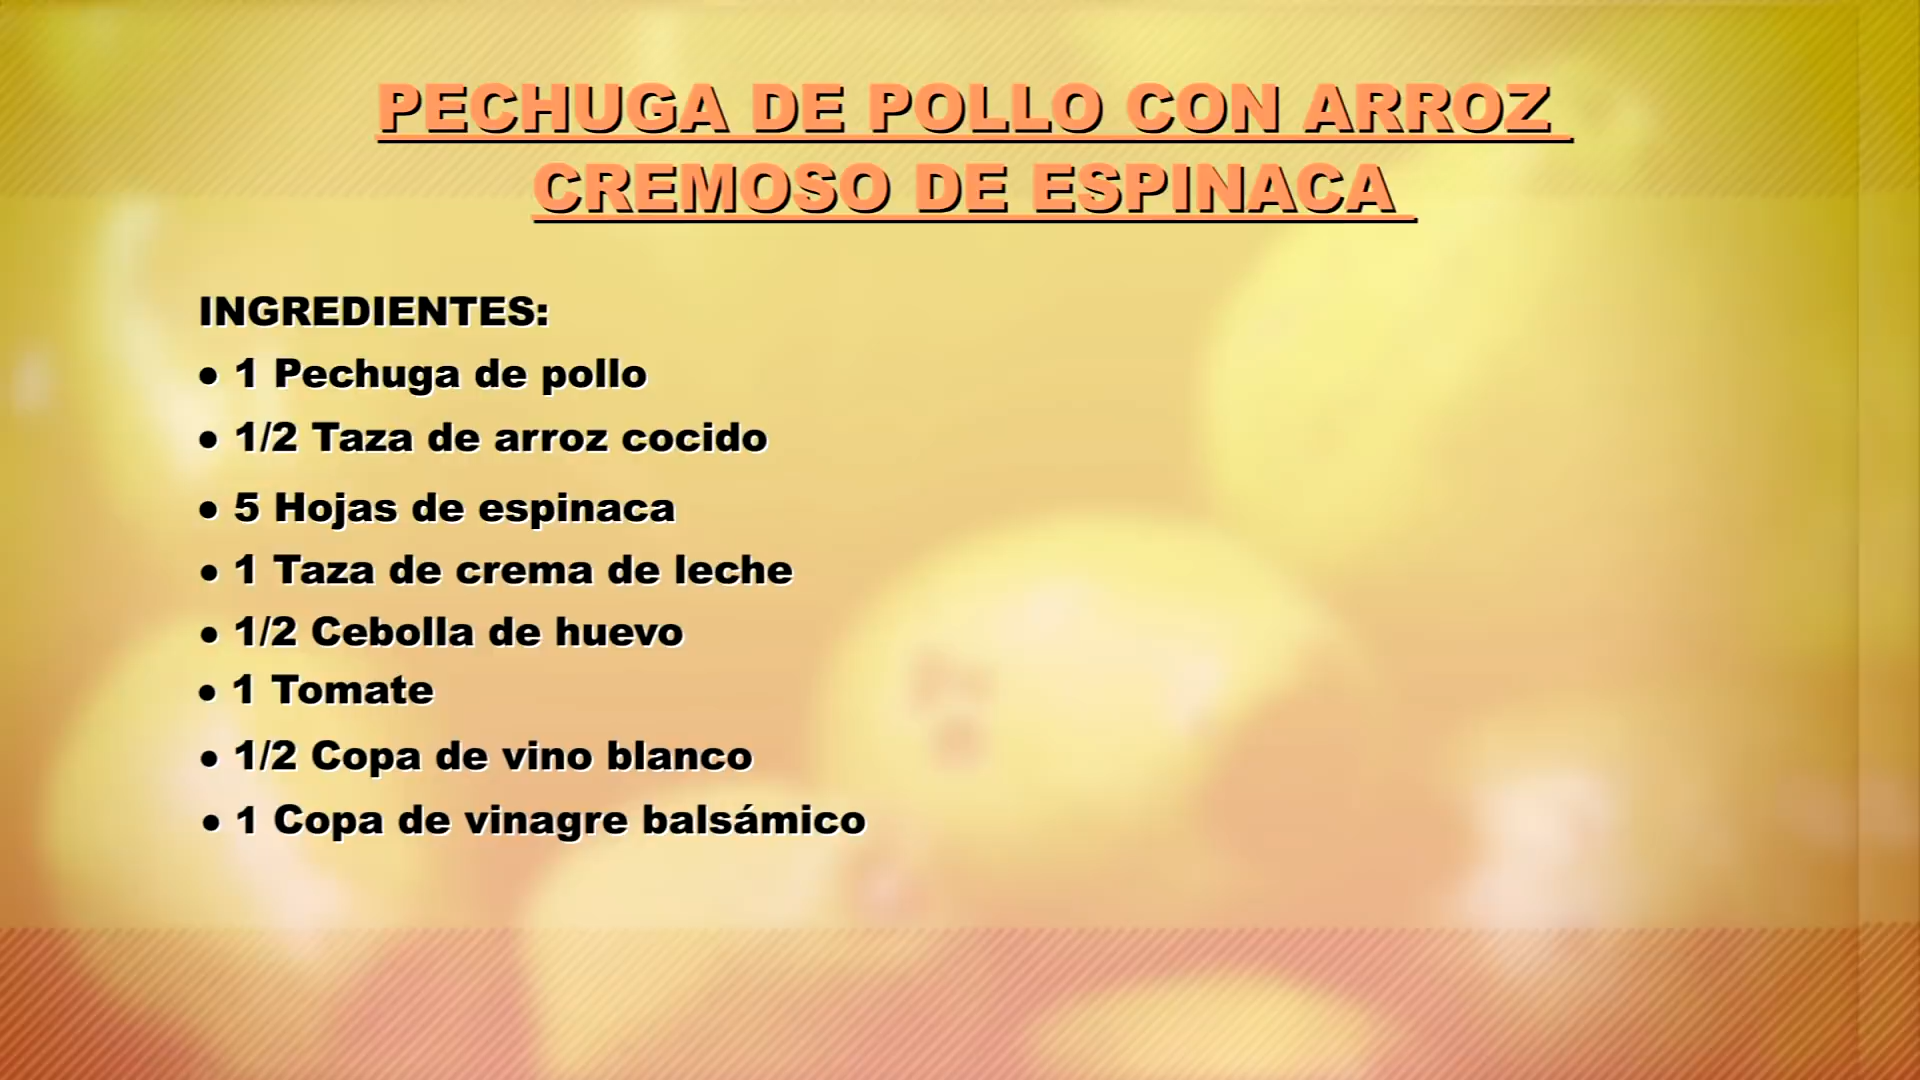 PECHUGA DE POLLO CON ARROZ
CREMOSO DE ESPINACA
INGREDIENTES:
• 1 Pechuga de pollo
• 1/2 Taza de arroz cocido
• 5 Hojas de espinaca
• 1 Taza de crema de leche
• 1/2 Cebolla de huevo
• 1 Tomate
• 1/2 Copa de vino blanco
• 1 Copa de vinagre balsámico